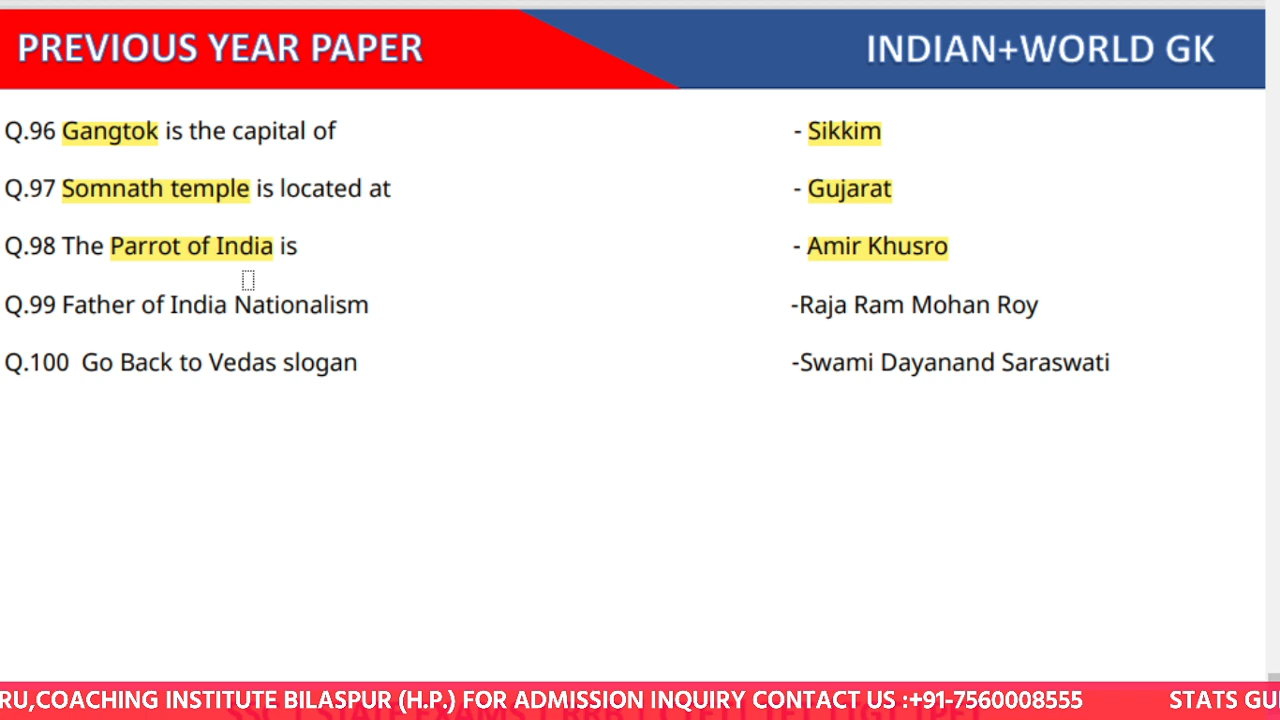 PREVIOUS YEAR PAPER INDIAN+WORLD GK
Q.96 Gangtok is the capital of - Sikkim
Q.97 Somnath temple is located at - Gujarat
Q.98 The Parrot of India is - Amir Khusro
Q.99 Father of India Nationalism -Raja Ram Mohan Roy
Q.100 Go Back to Vedas slogan -Swami Dayanand Saraswati
RU,COACHING INSTITUTE BILASPUR (H.P.) FOR ADMISSION INQUIRY CONTACT US :+91-7560008555 STATS GU